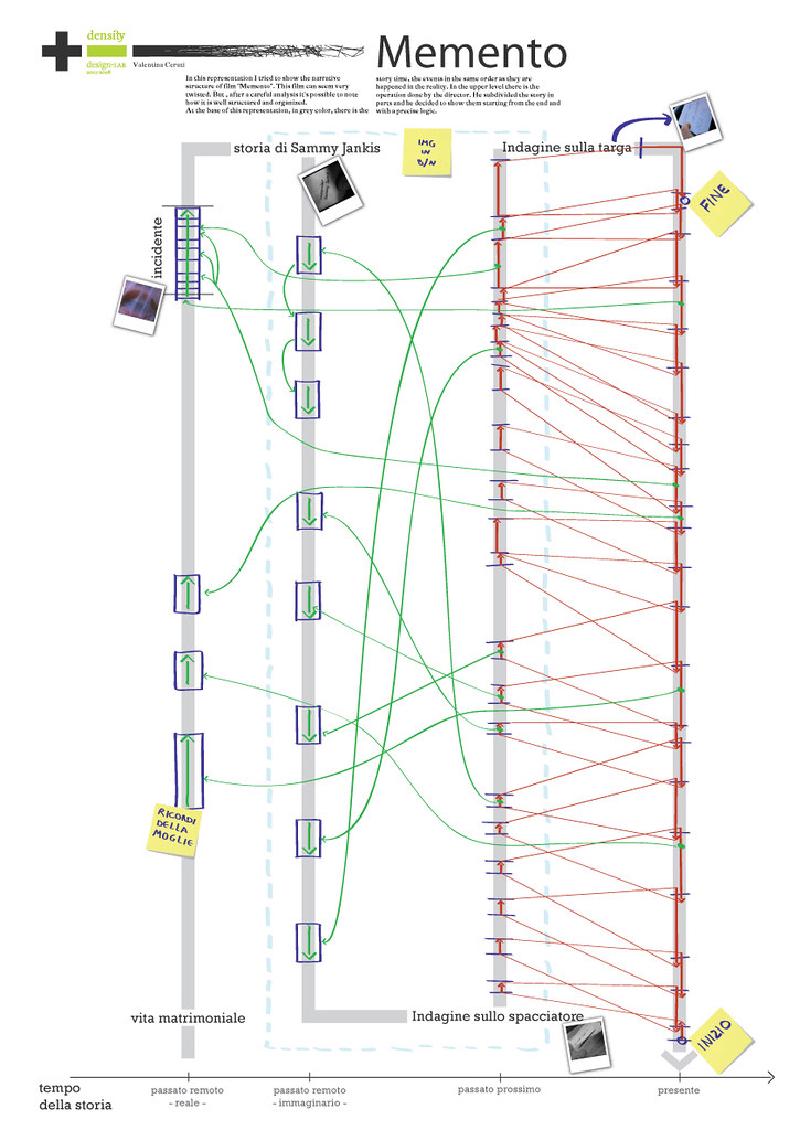 density
design-LAB
Valentina Ceruti
Memento
In this representation I tried to show the narrative
structure of film "Memento". This film can seem very
twisted. But , after a careful analysis it's possible to note
how it is well structured and organized.
At the base of this representation, in grey color, there is the
story time, the events in the same order as they are
happened in the reality. In the upper level there is the
operation done by the director. He subdivided the story in
parts and he decided to show them starting from the end and
with a precise logic.
storia di Sammy Jankis
IMG
IN
B/N
Indagine sulla targa
FINE
incidente
RICORDI
DELLA
MOGLIE
vita matrimoniale
Indagine sullo spacciatore
INIZIO
tempo
della storia
passato remoto
- reale -
passato remoto
- immaginario -
passato prossimo
presente